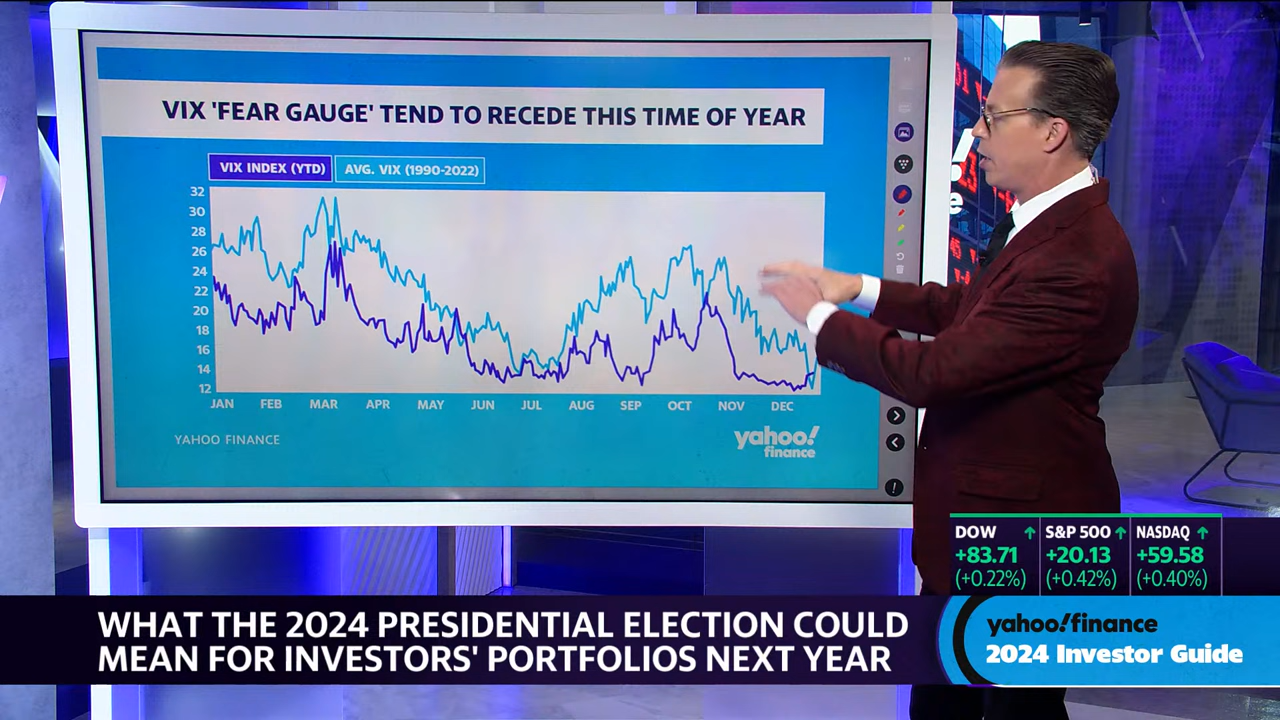 VIX 'FEAR GAUGE' TEND TO RECEDE THIS TIME OF YEAR
VIX INDEX (YTD)
AVG. VIX (1990-2022)
32
30
28
26
24
22
20
18
16
14
12
JAN FEB MAR APR MAY JUN JUL AUG SEP OCT NOV DEC
YAHOO FINANCE
yahoo!
finance
DOW
+83.71
(+0.22%)
S&P 500
+20.13
(+0.42%)
NASDAQ
+59.58
(+0.40%)
WHAT THE 2024 PRESIDENTIAL ELECTION COULD
MEAN FOR INVESTORS' PORTFOLIOS NEXT YEAR
yahoo!finance
2024 Investor Guide